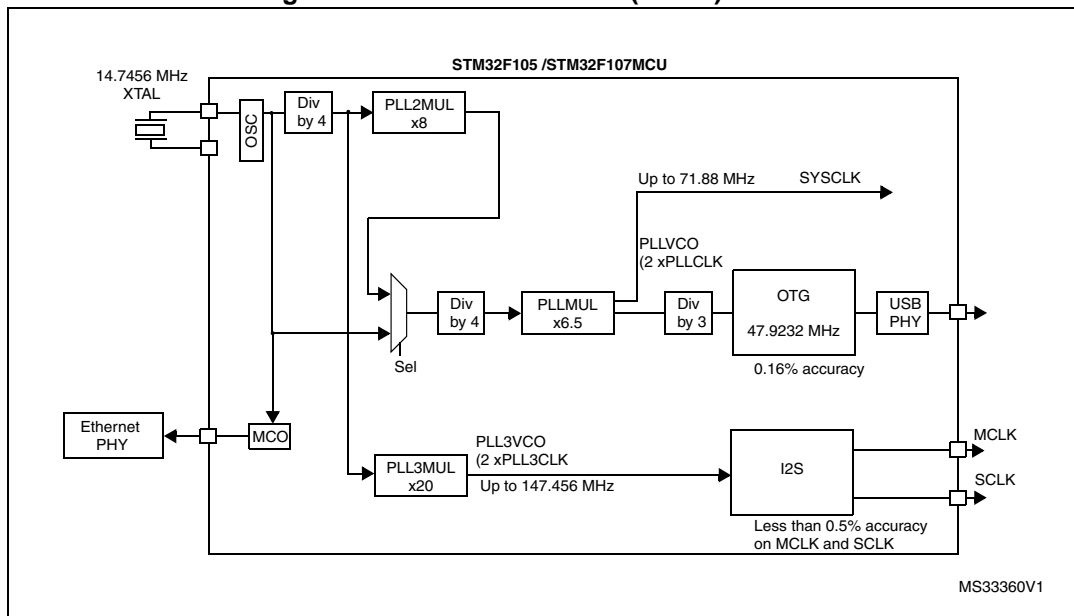 STM32F105 /STM32F107MCU
14.7456 MHz
XTAL
OSC
Div
by 4
PLL2MUL
x8
Up to 71.88 MHz
SYSCLK
PLLVCO
(2 xPLLCLK
Div
by 4
PLLMUL
x6.5
Div
by 3
OTG
47.9232 MHz
USB
PHY
Sel
0.16% accuracy
Ethernet
PHY
MCO
PLL3MUL
x20
PLL3VCO
(2 xPLL3CLK
Up to 147.456 MHz
I2S
MCLK
SCLK
Less than 0.5% accuracy
on MCLK and SCLK
MS33360V1